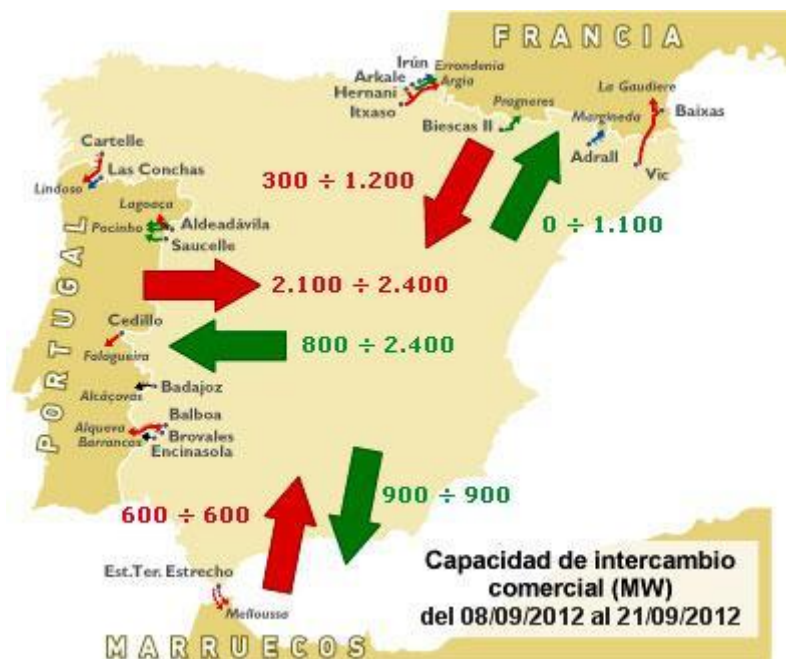 FRANCIA
Irún
Errondenia
Arkale
Argia
Hernani
Itxaso
La Gaudiere
Pragneres
Baixas
Biescas II
Margineda
Adrall
Vic
Cartelle
Las Conchas
Lindoso
300 ÷ 1.200
0 ÷ 1.100
Lagoaça
Pocinho
Aldeadávila
Saucelle
PORTUGAL
2.100 ÷ 2.400
Cedillo
800 ÷ 2.400
Falagueira
Badajoz
Alcáçovas
Balboa
Alqueva
Brovales
Barrancos
Encinasola
900 ÷ 900
600 ÷ 600
Est.Ter. Estrecho
Melloussa
MARRUECOS
Capacidad de intercambio
comercial (MW)
del 08/09/2012 al 21/09/2012